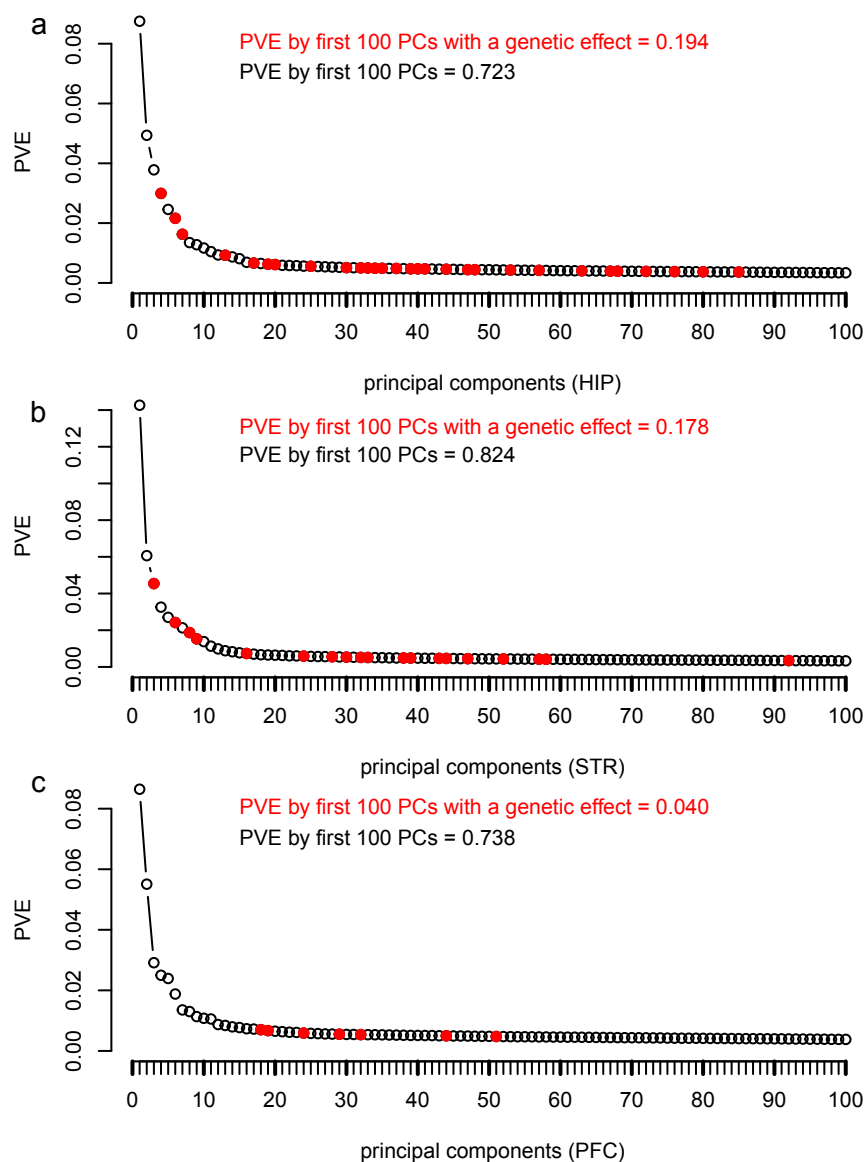 a
PVE by first 100 PCs with a genetic effect = 0.194
PVE by first 100 PCs = 0.723
PVE
0.08
0.06
0.04
0.02
0.00
0 10 20 30 40 50 60 70 80 90 100
principal components (HIP)
b
PVE by first 100 PCs with a genetic effect = 0.178
PVE by first 100 PCs = 0.824
PVE
0.12
0.08
0.04
0.00
0 10 20 30 40 50 60 70 80 90 100
principal components (STR)
c
PVE by first 100 PCs with a genetic effect = 0.040
PVE by first 100 PCs = 0.738
PVE
0.08
0.06
0.04
0.02
0.00
0 10 20 30 40 50 60 70 80 90 100
principal components (PFC)